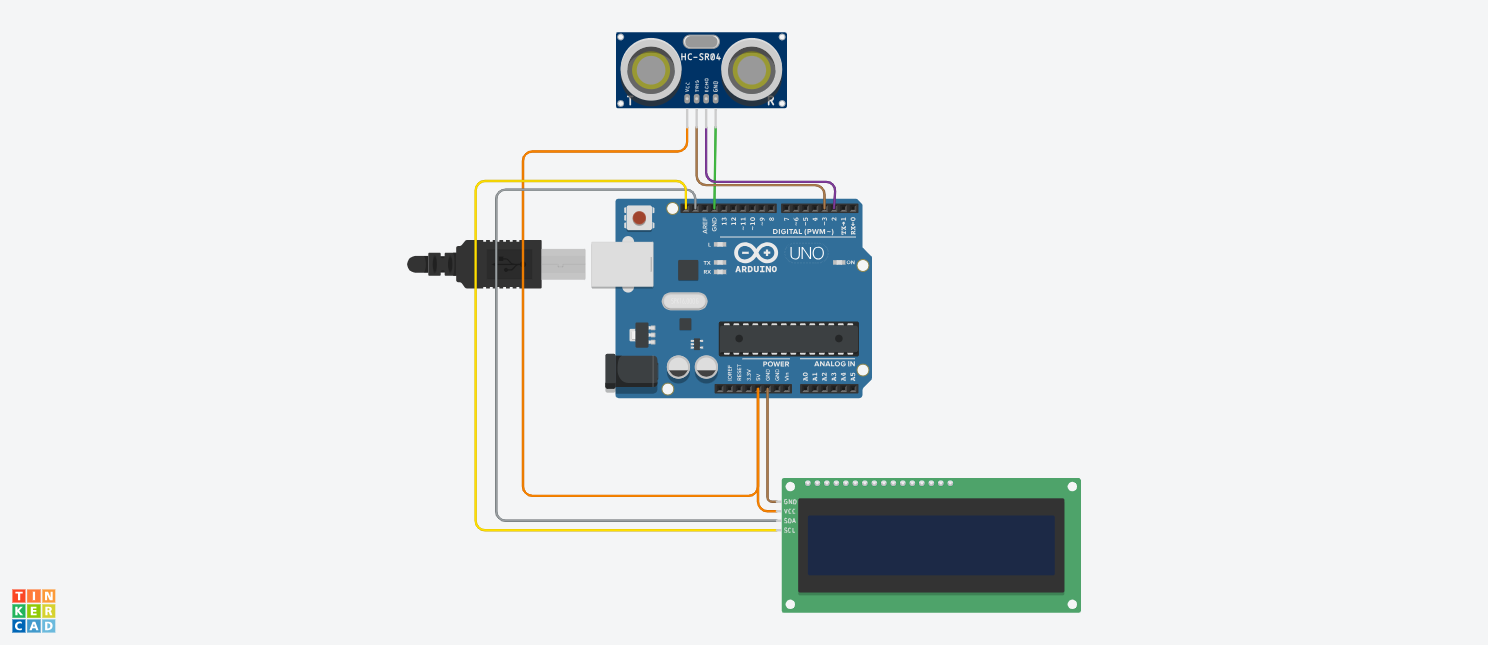 HC-SR04
VCC
TRIG
ECHO
GND
T
R
AREF
GND
13
12
~11
~10
~9
8
7
~6
~5
4
~3
2
TX→1
RX←0
DIGITAL (PWM~)
L
TX
RX
ARDUINO
UNO
ON
POWER
ANALOG IN
IOREF
RESET
3.3V
5V
GND
GND
Vin
A0
A1
A2
A3
A4
A5
GND
VCC
SDA
SCL
TIN
KER
CAD